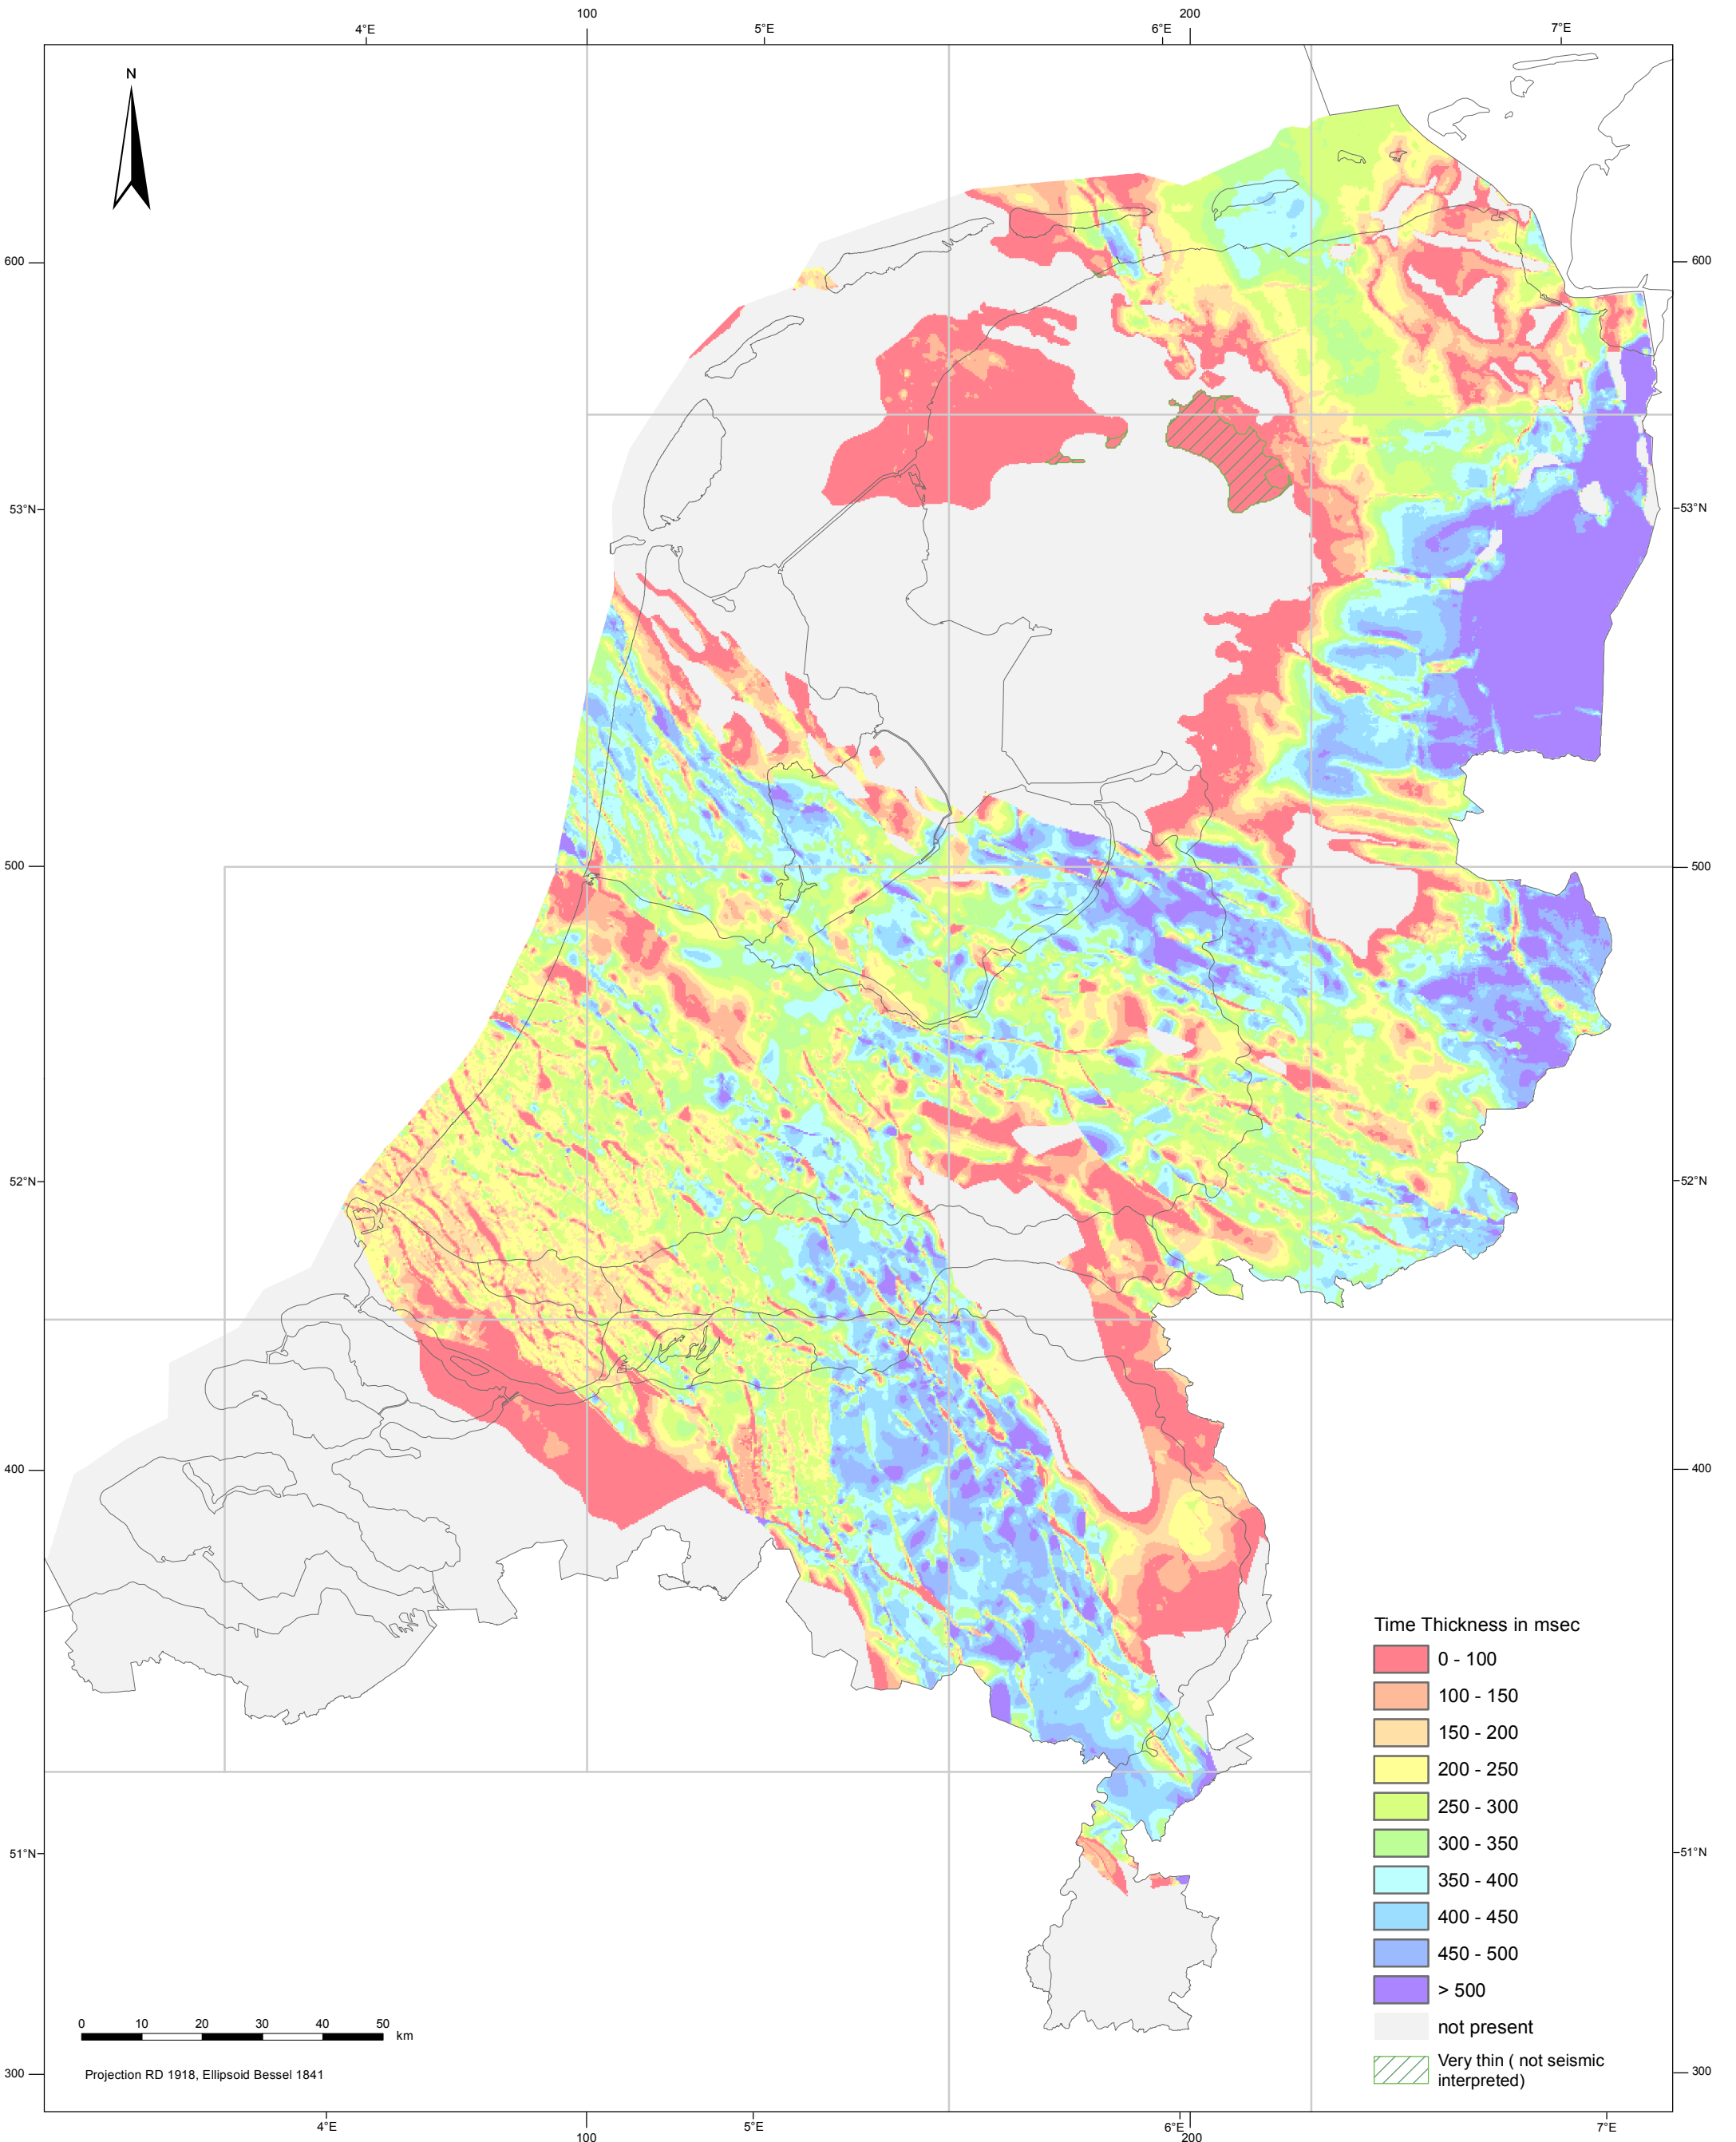 100
200
4°E
5°E
6°E
7°E
N
600
600
53°N
53°N
500
500
52°N
52°N
400
400
Time Thickness in msec
0 - 100
100 - 150
150 - 200
200 - 250
250 - 300
300 - 350
350 - 400
400 - 450
450 - 500
> 500
not present
Very thin ( not seismic
interpreted)
51°N
51°N
0 10 20 30 40 50 km
Projection RD 1918, Ellipsoid Bessel 1841
300
300
4°E
5°E
6°E
7°E
100
200